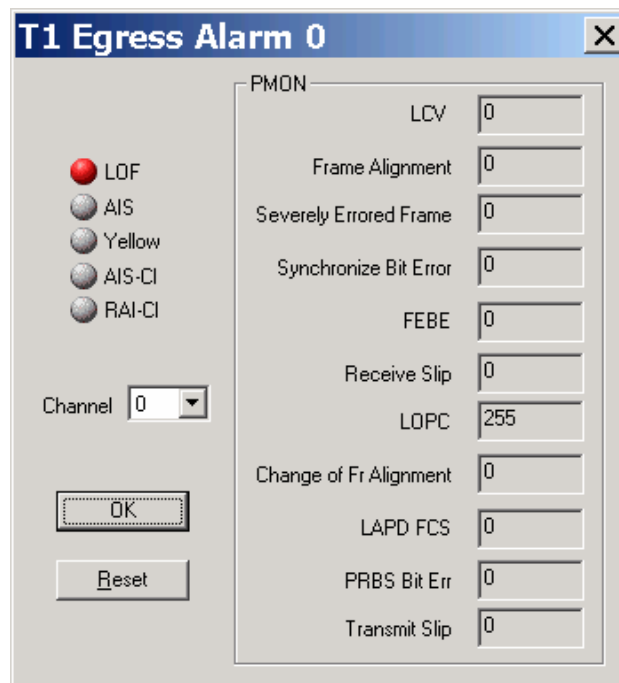 T1 Egress Alarm 0
PMON
LCV 0
LOF
Frame Alignment 0
AIS
Severely Errored Frame 0
Yellow
AIS-CI
Synchronize Bit Error 0
RAI-CI
FEBE 0
Receive Slip 0
Channel 0
LOPC 255
Change of Fr Alignment 0
OK
LAPD FCS 0
Reset
PRBS Bit Err 0
Transmit Slip 0